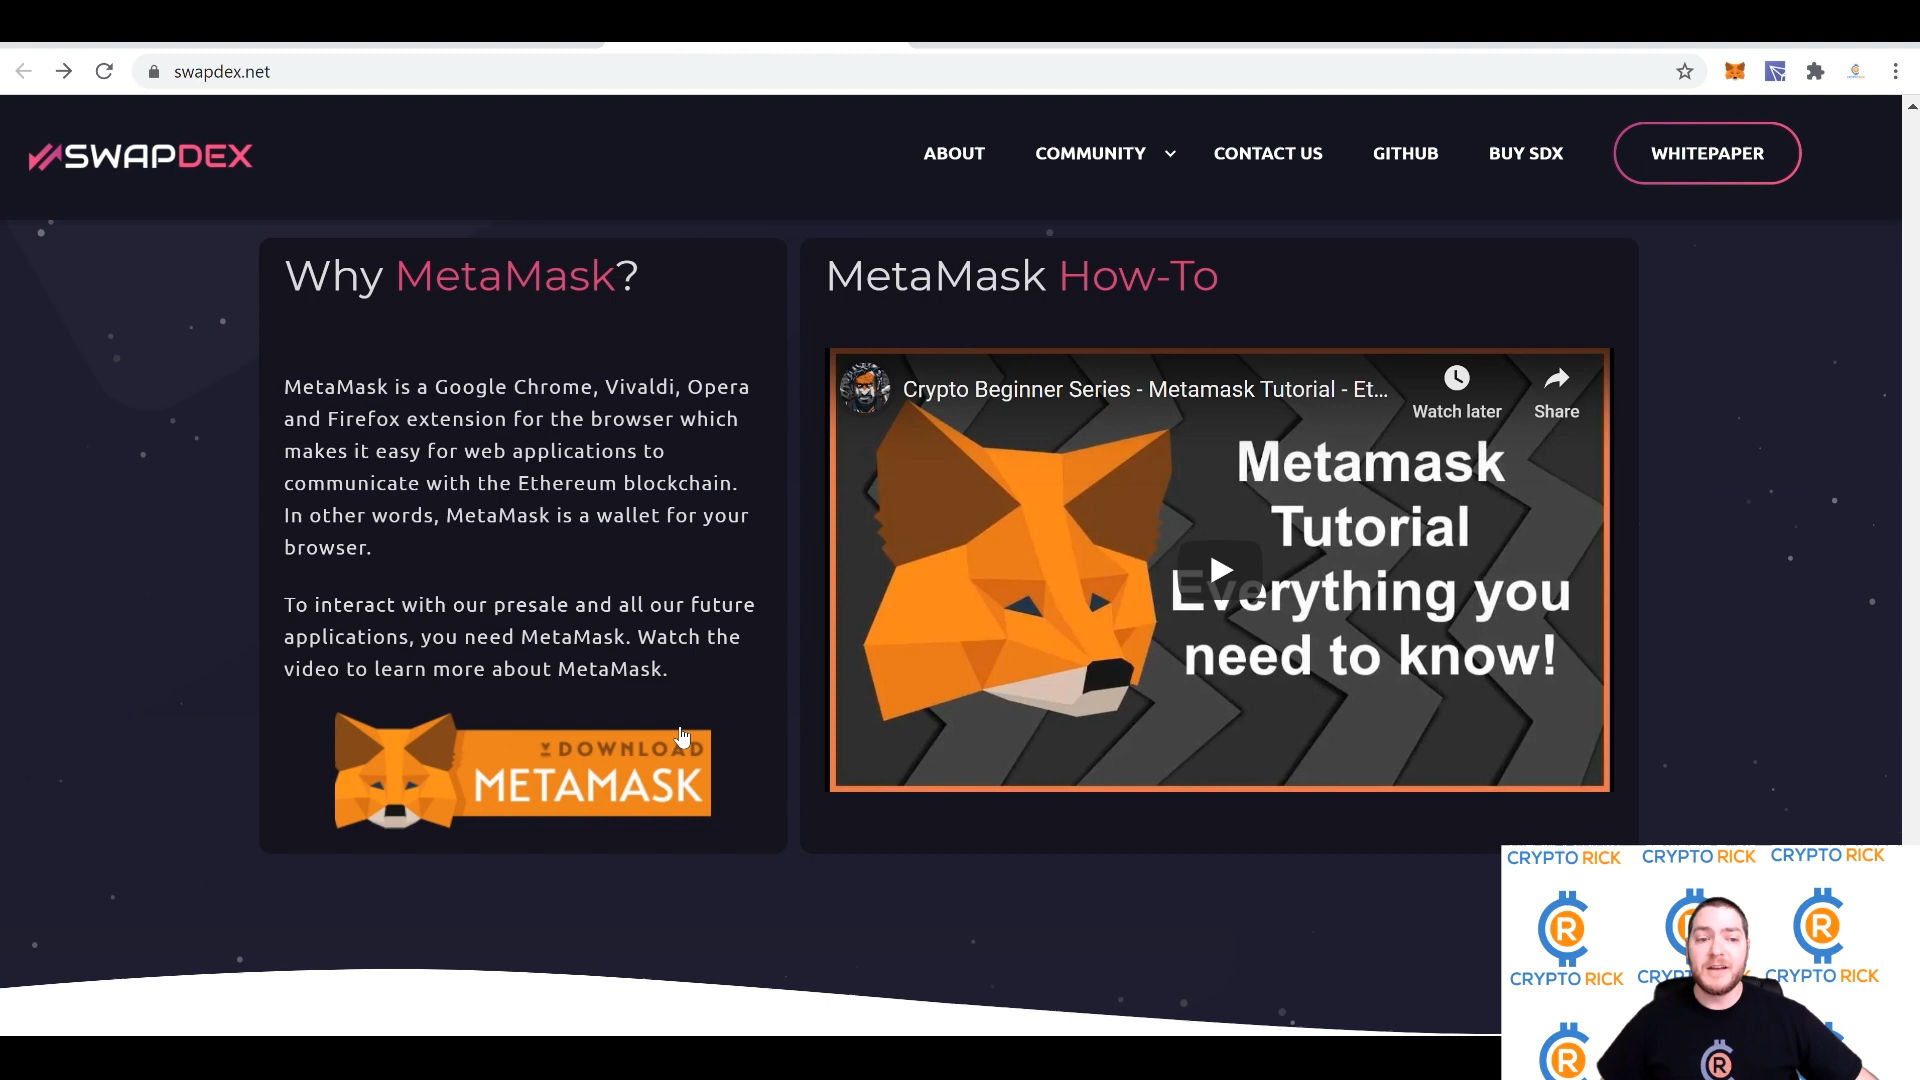 swapdex.net
SWAPDEX
ABOUT
COMMUNITY
CONTACT US
GITHUB
BUY SDX
WHITEPAPER
Why MetaMask?
MetaMask is a Google Chrome, Vivaldi, Opera
and Firefox extension for the browser which
makes it easy for web applications to
communicate with the Ethereum blockchain.
In other words, MetaMask is a wallet for your
browser.
To interact with our presale and all our future
applications, you need MetaMask. Watch the
video to learn more about MetaMask.
DOWNLOAD
METAMASK
MetaMask How-To
Crypto Beginner Series - Metamask Tutorial - Et...
Watch later
Share
Metamask
Tutorial
Everything you
need to know!
CRYPTO RICK CRYPTO RICK CRYPTO RICK
R R R
CRYPTO RICK CRYPT CRYPTO RICK
R R